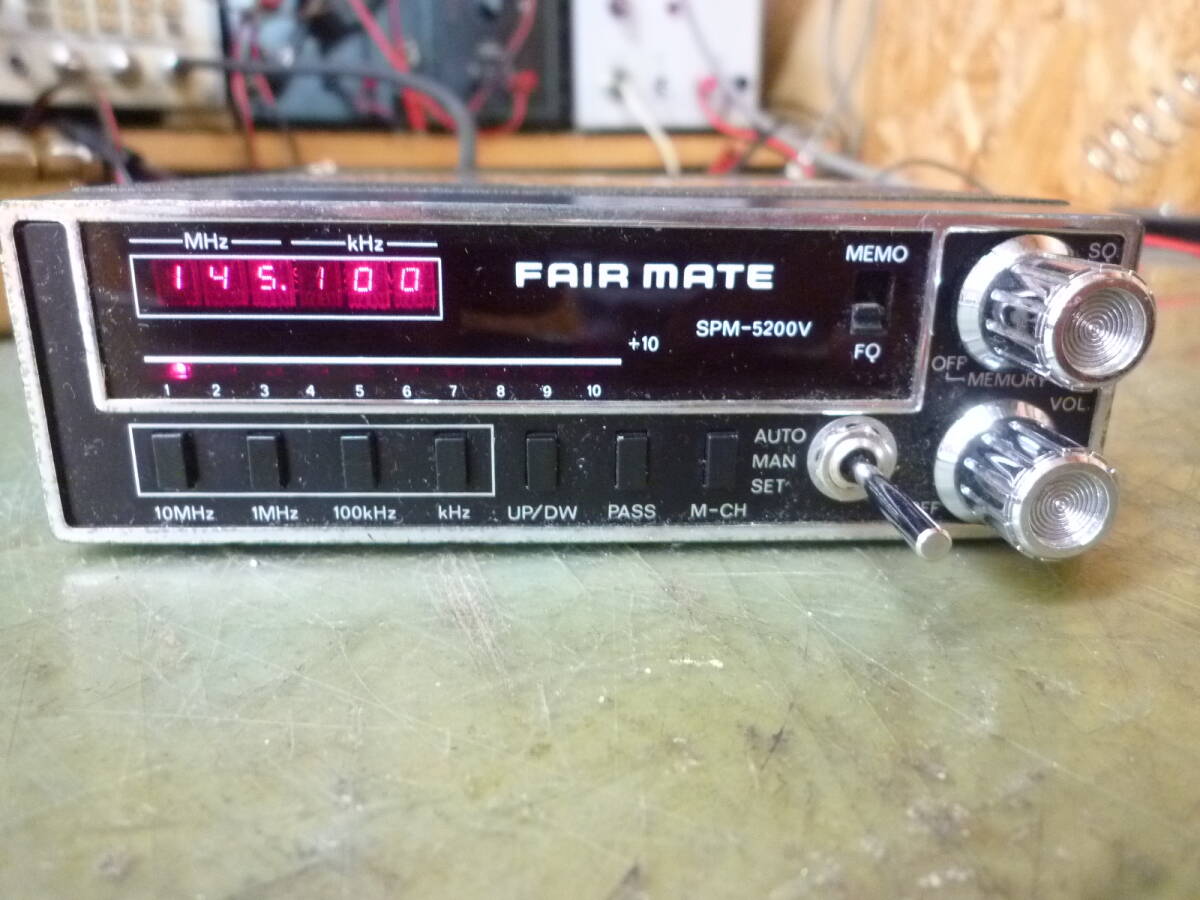 MHz kHz
145.100
FAIR MATE
SPM-5200V
MEMO
FQ
+10
1 2 3 4 5 6 7 8 9 10
SQ
OFF
MEMORY
VOL
AUTO
MAN
SET
10MHz 1MHz 100kHz kHz UP/DW PASS M-CH